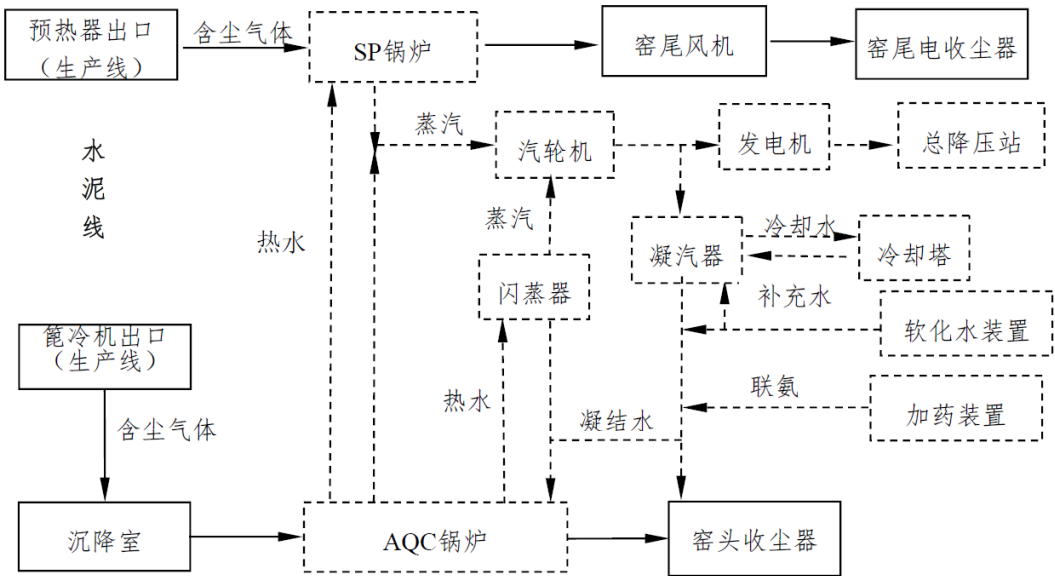 预热器出口
（生产线）
含尘气体
SP锅炉
窑尾风机
窑尾电收尘器
水
泥
线
蒸汽
汽轮机
发电机
总降压站
热水
蒸汽
凝汽器
冷却水
冷却塔
闪蒸器
补充水
软化水装置
篦冷机出口
（生产线）
热水
联氨
加药装置
含尘气体
凝结水
沉降室
AQC锅炉
窑头收尘器